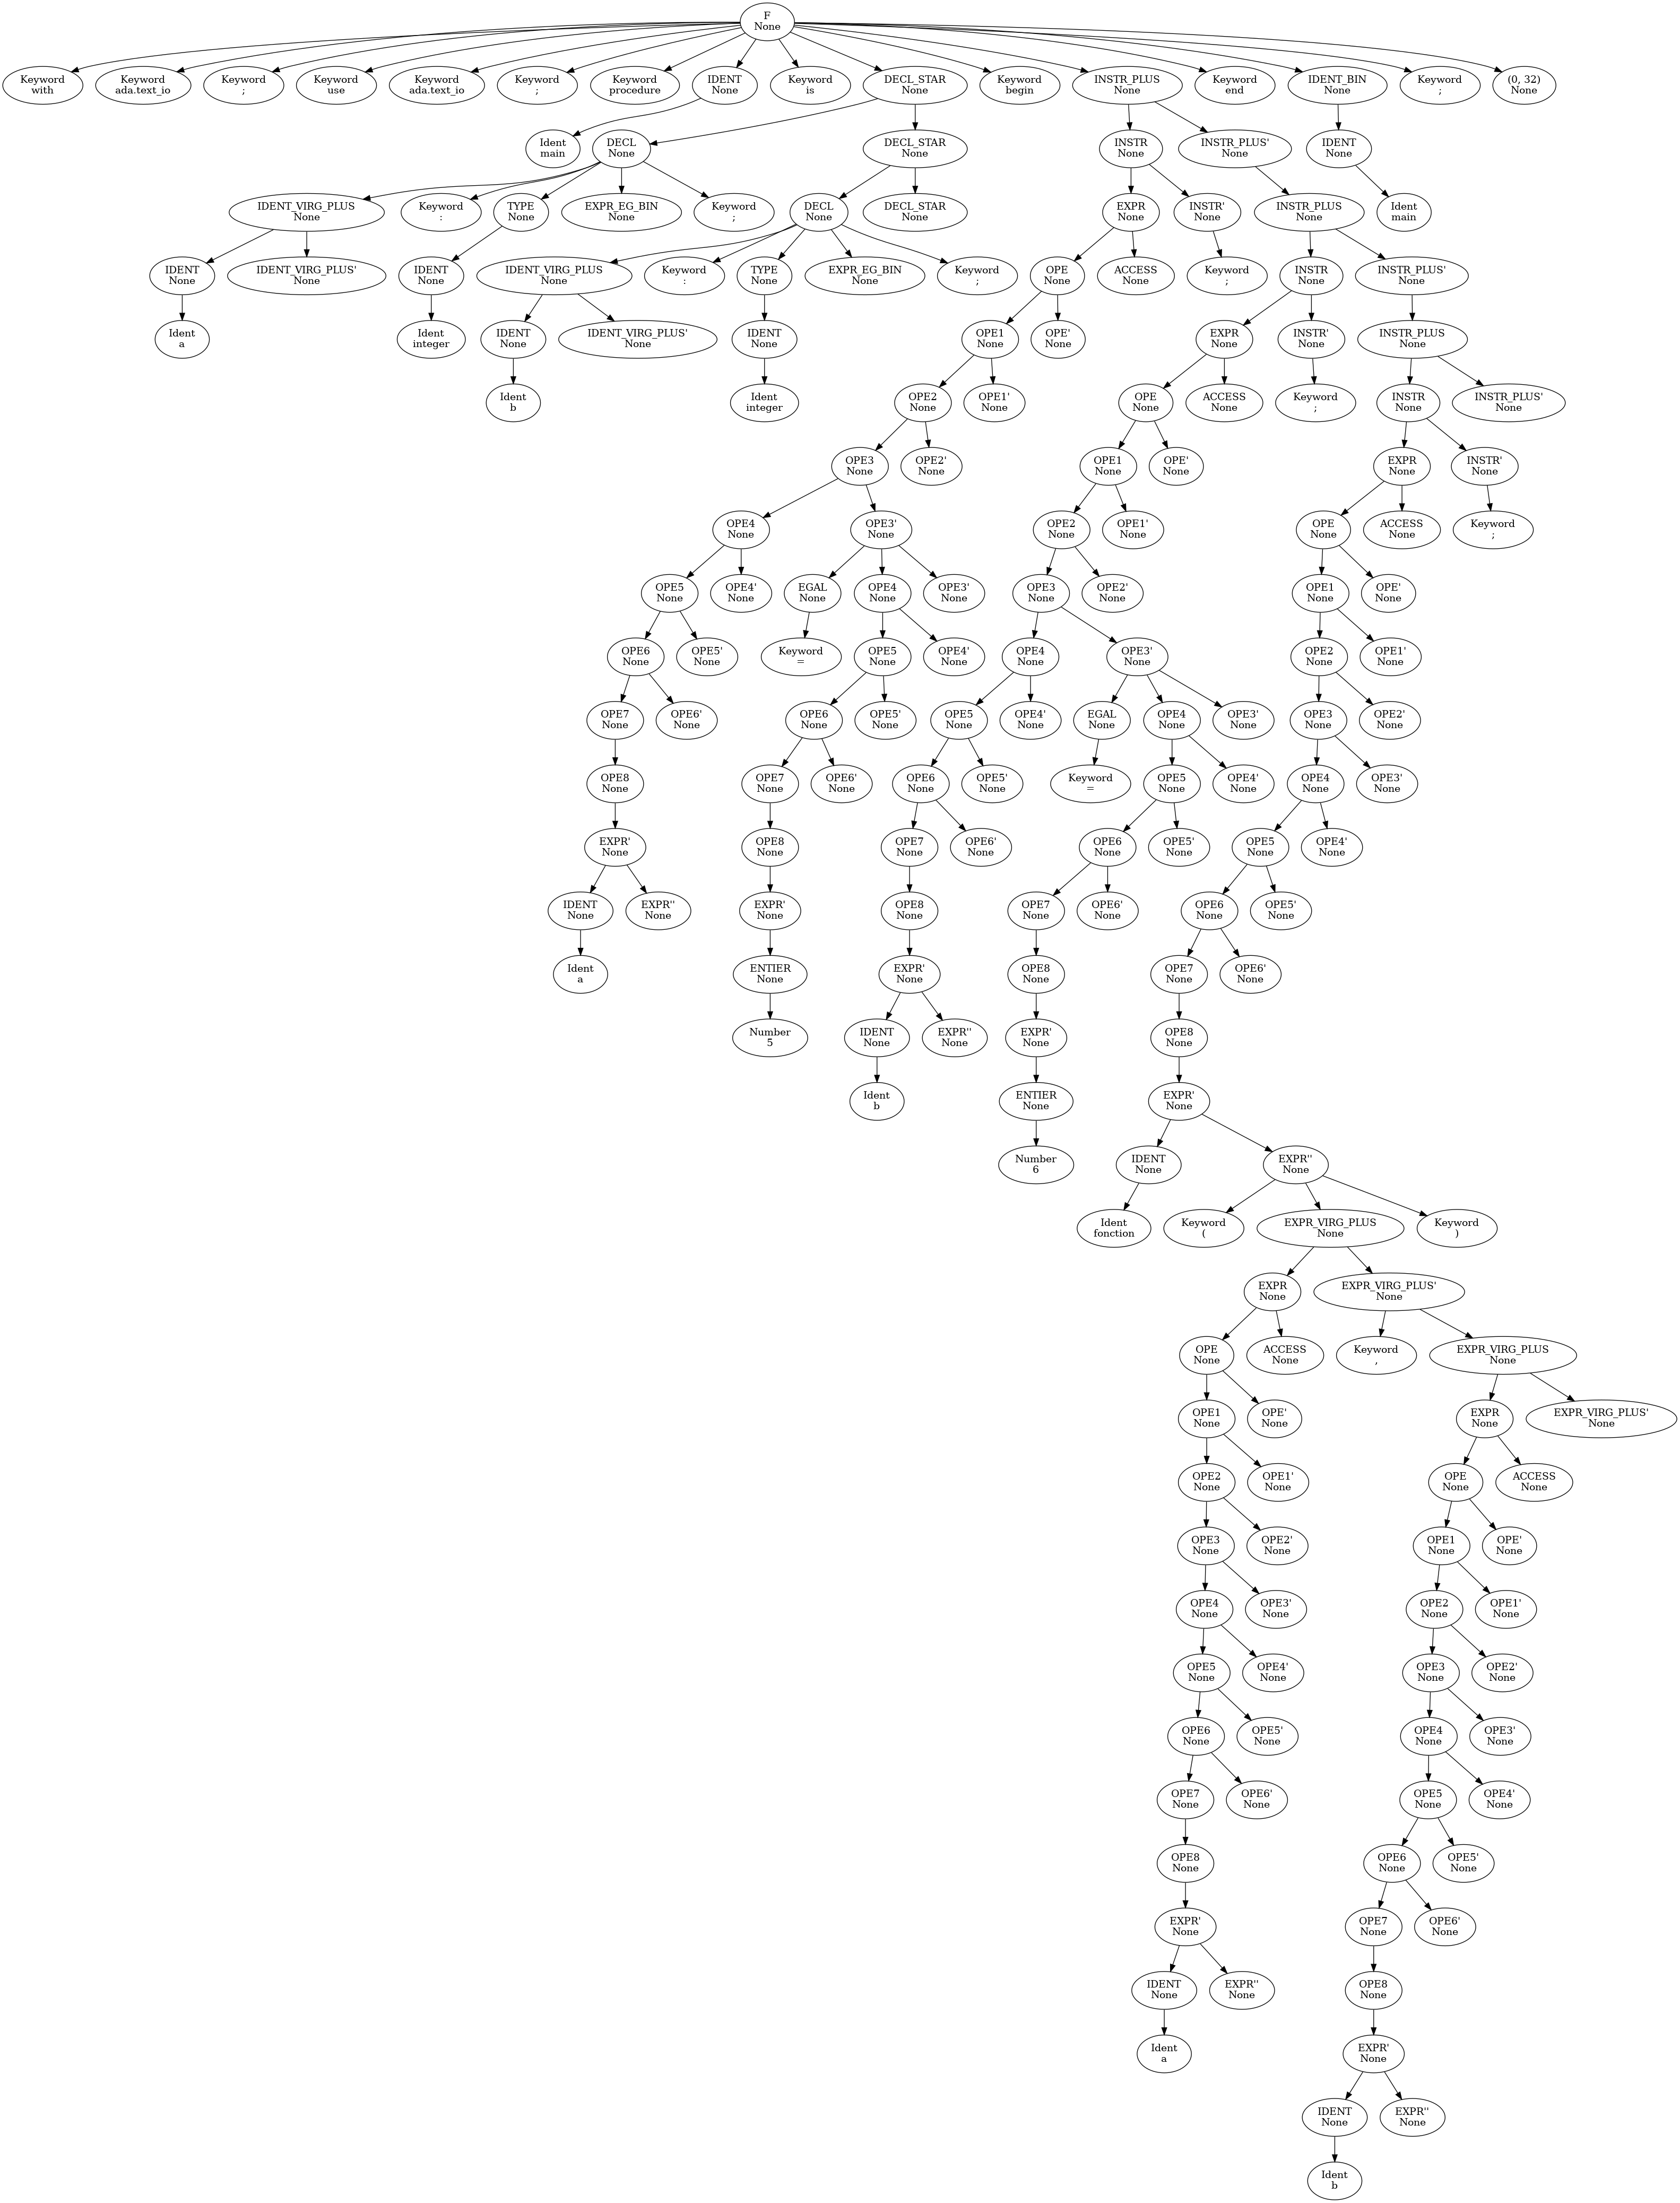 F
None
Keyword Keyword Keyword Keyword Keyword Keyword Keyword IDENT Keyword DECL_STAR Keyword INSTR_PLUS Keyword IDENT_BIN Keyword (0, 32)
with ada.text_io ; use ada.text_io ; procedure None is None begin None end None ; None
Ident DECL DECL_STAR INSTR INSTR_PLUS' IDENT
main None None None None None
IDENT_VIRG_PLUS Keyword TYPE EXPR_EG_BIN Keyword DECL DECL_STAR EXPR INSTR' INSTR_PLUS Ident
None : None None ; None None None None None main
IDENT IDENT_VIRG_PLUS' IDENT IDENT_VIRG_PLUS Keyword TYPE EXPR_EG_BIN Keyword OPE ACCESS Keyword INSTR INSTR_PLUS'
None None None None : None None ; None None ; None None
Ident Ident IDENT IDENT_VIRG_PLUS' IDENT OPE1 OPE' EXPR INSTR' INSTR_PLUS
a integer None None None None None None None None
Ident Ident OPE2 OPE1' OPE ACCESS Keyword INSTR INSTR_PLUS'
b integer None None None None ; None None
OPE3 OPE2' OPE1 OPE' EXPR INSTR'
None None None None None None
OPE4 OPE3' OPE2 OPE1' OPE ACCESS Keyword
None None None None None None ;
OPE5 OPE4' EGAL OPE4 OPE3' OPE3 OPE2' OPE1 OPE'
None None None None None None None None None
OPE6 OPE5' Keyword OPE5 OPE4' OPE4 OPE3' OPE2 OPE1'
None None = None None None None None None
OPE7 OPE6' OPE6 OPE5' OPE5 OPE4' EGAL OPE4 OPE3' OPE3 OPE2'
None None None None None None None None None None None
OPE8 OPE7 OPE6' OPE6 OPE5' Keyword OPE5 OPE4' OPE4 OPE3'
None None None None None = None None None None
EXPR' OPE8 OPE7 OPE6' OPE6 OPE5' OPE5 OPE4'
None None None None None None None None
IDENT EXPR'' EXPR' OPE8 OPE7 OPE6' OPE6 OPE5'
None None None None None None None None
Ident ENTIER EXPR' OPE8 OPE7 OPE6'
a None None None None None
Number IDENT EXPR'' EXPR' OPE8
5 None None None None
Ident ENTIER EXPR'
b None None
Number IDENT EXPR''
6 None None
Ident Keyword EXPR_VIRG_PLUS Keyword
fonction ( None )
EXPR EXPR_VIRG_PLUS'
None None
OPE ACCESS Keyword EXPR_VIRG_PLUS
None None , None
OPE1 OPE' EXPR EXPR_VIRG_PLUS'
None None None None
OPE2 OPE1' OPE ACCESS
None None None None
OPE3 OPE2' OPE1 OPE'
None None None None
OPE4 OPE3' OPE2 OPE1'
None None None None
OPE5 OPE4' OPE3 OPE2'
None None None None
OPE6 OPE5' OPE4 OPE3'
None None None None
OPE7 OPE6' OPE5 OPE4'
None None None None
OPE8 OPE6 OPE5'
None None None
EXPR' OPE7 OPE6'
None None None
IDENT EXPR'' OPE8
None None None
Ident EXPR'
a None
IDENT EXPR''
None None
Ident
b